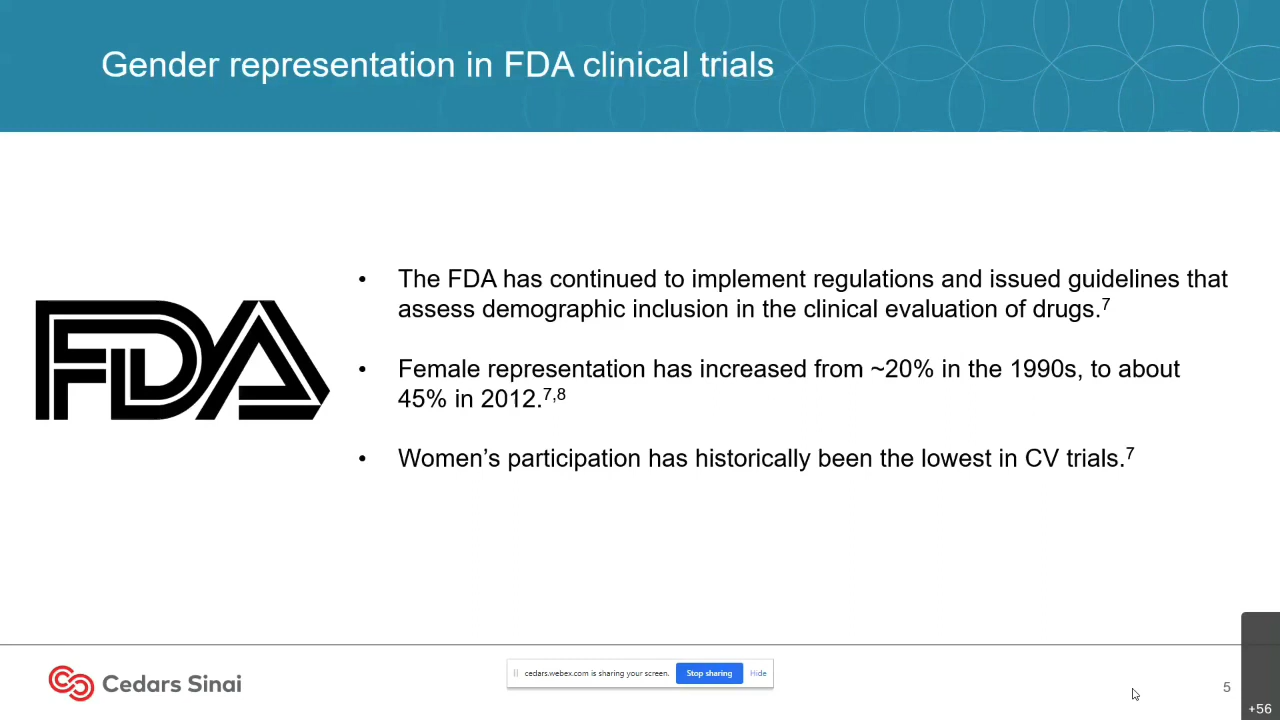 Gender representation in FDA clinical trials
FDA
• The FDA has continued to implement regulations and issued guidelines that
assess demographic inclusion in the clinical evaluation of drugs.7
• Female representation has increased from ~20% in the 1990s, to about
45% in 2012.7,8
• Women’s participation has historically been the lowest in CV trials.7
Cedars Sinai
cedars.webex.com is sharing your screen. Stop sharing Hide
5
+56